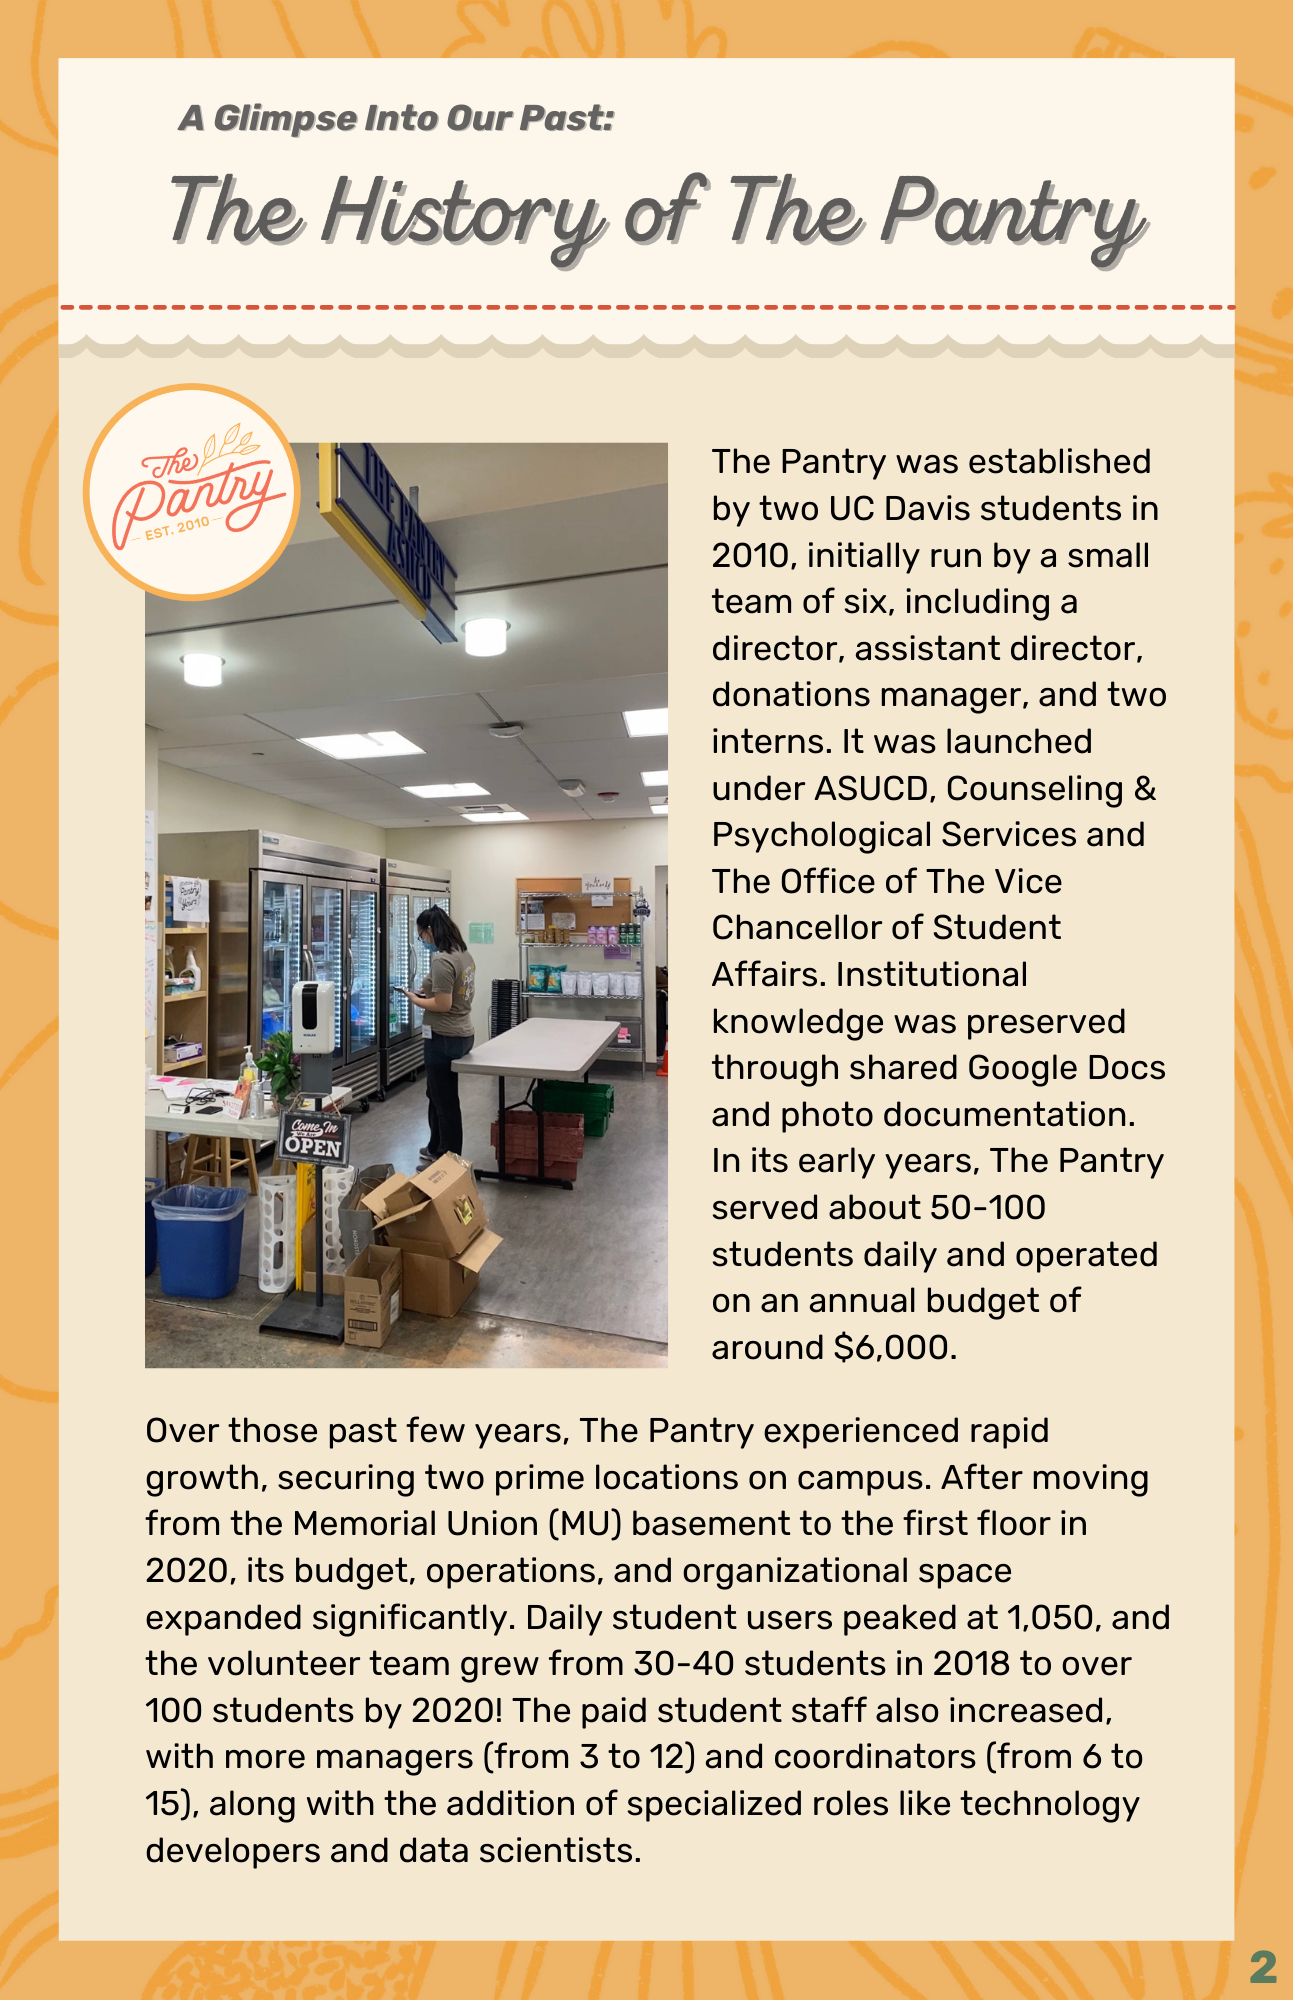 A Glimpse Into Our Past:
The History of The Pantry
The
Pantry
EST. 2010
THE PANTRY
ASUCD
The Pantry was established
by two UC Davis students in
2010, initially run by a small
team of six, including a
director, assistant director,
donations manager, and two
interns. It was launched
under ASUCD, Counseling &
Psychological Services and
The Office of The Vice
Chancellor of Student
Affairs. Institutional
knowledge was preserved
through shared Google Docs
and photo documentation.
In its early years, The Pantry
served about 50-100
students daily and operated
on an annual budget of
around $6,000.
Pantry
Come In
We Are
OPEN
Over those past few years, The Pantry experienced rapid
growth, securing two prime locations on campus. After moving
from the Memorial Union (MU) basement to the first floor in
2020, its budget, operations, and organizational space
expanded significantly. Daily student users peaked at 1,050, and
the volunteer team grew from 30-40 students in 2018 to over
100 students by 2020! The paid student staff also increased,
with more managers (from 3 to 12) and coordinators (from 6 to
15), along with the addition of specialized roles like technology
developers and data scientists.
2